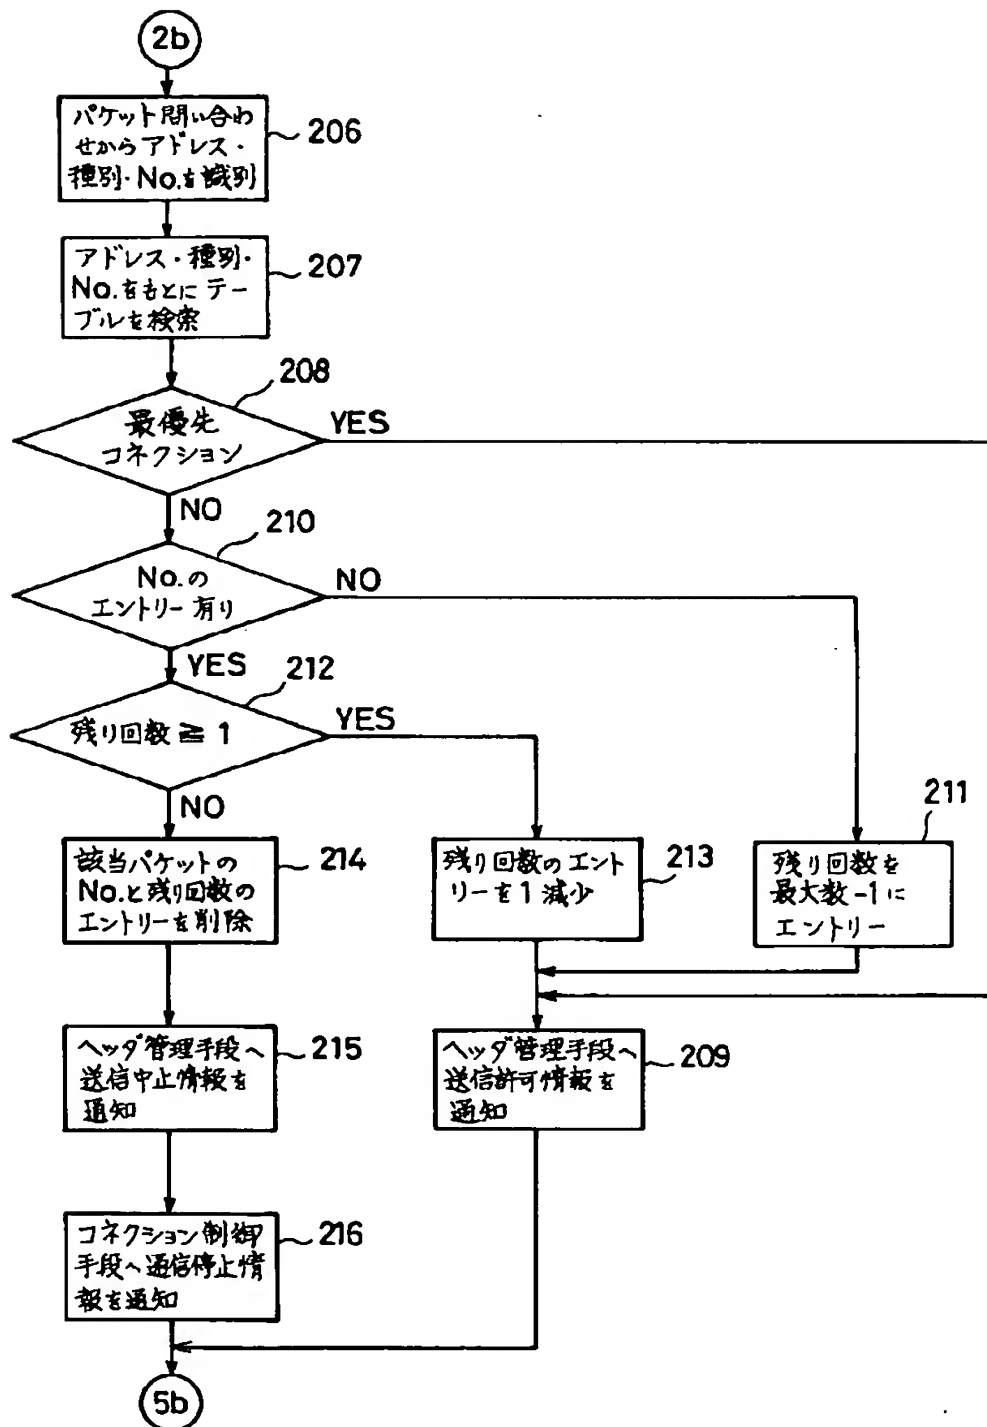 2b
パケット問い合わ
せからアドレス・
種別・No.を識別
206
アドレス・種別・
No.をもとにテー
ブルを検索
207
208
最優先
コネクション
YES
NO
210
No.の
エントリー有り
NO
YES
212
残り回数≧1
YES
NO
該当パケットの
No.と残り回数の
エントリーを削除
214
残り回数のエント
リーを1減少
213
211
残り回数を
最大数-1に
エントリー
ヘッダ管理手段へ
送信中止情報を
通知
215
ヘッダ管理手段へ
送信許可情報を
通知
209
コネクション制御
手段へ通信停止情
報を通知
216
5b